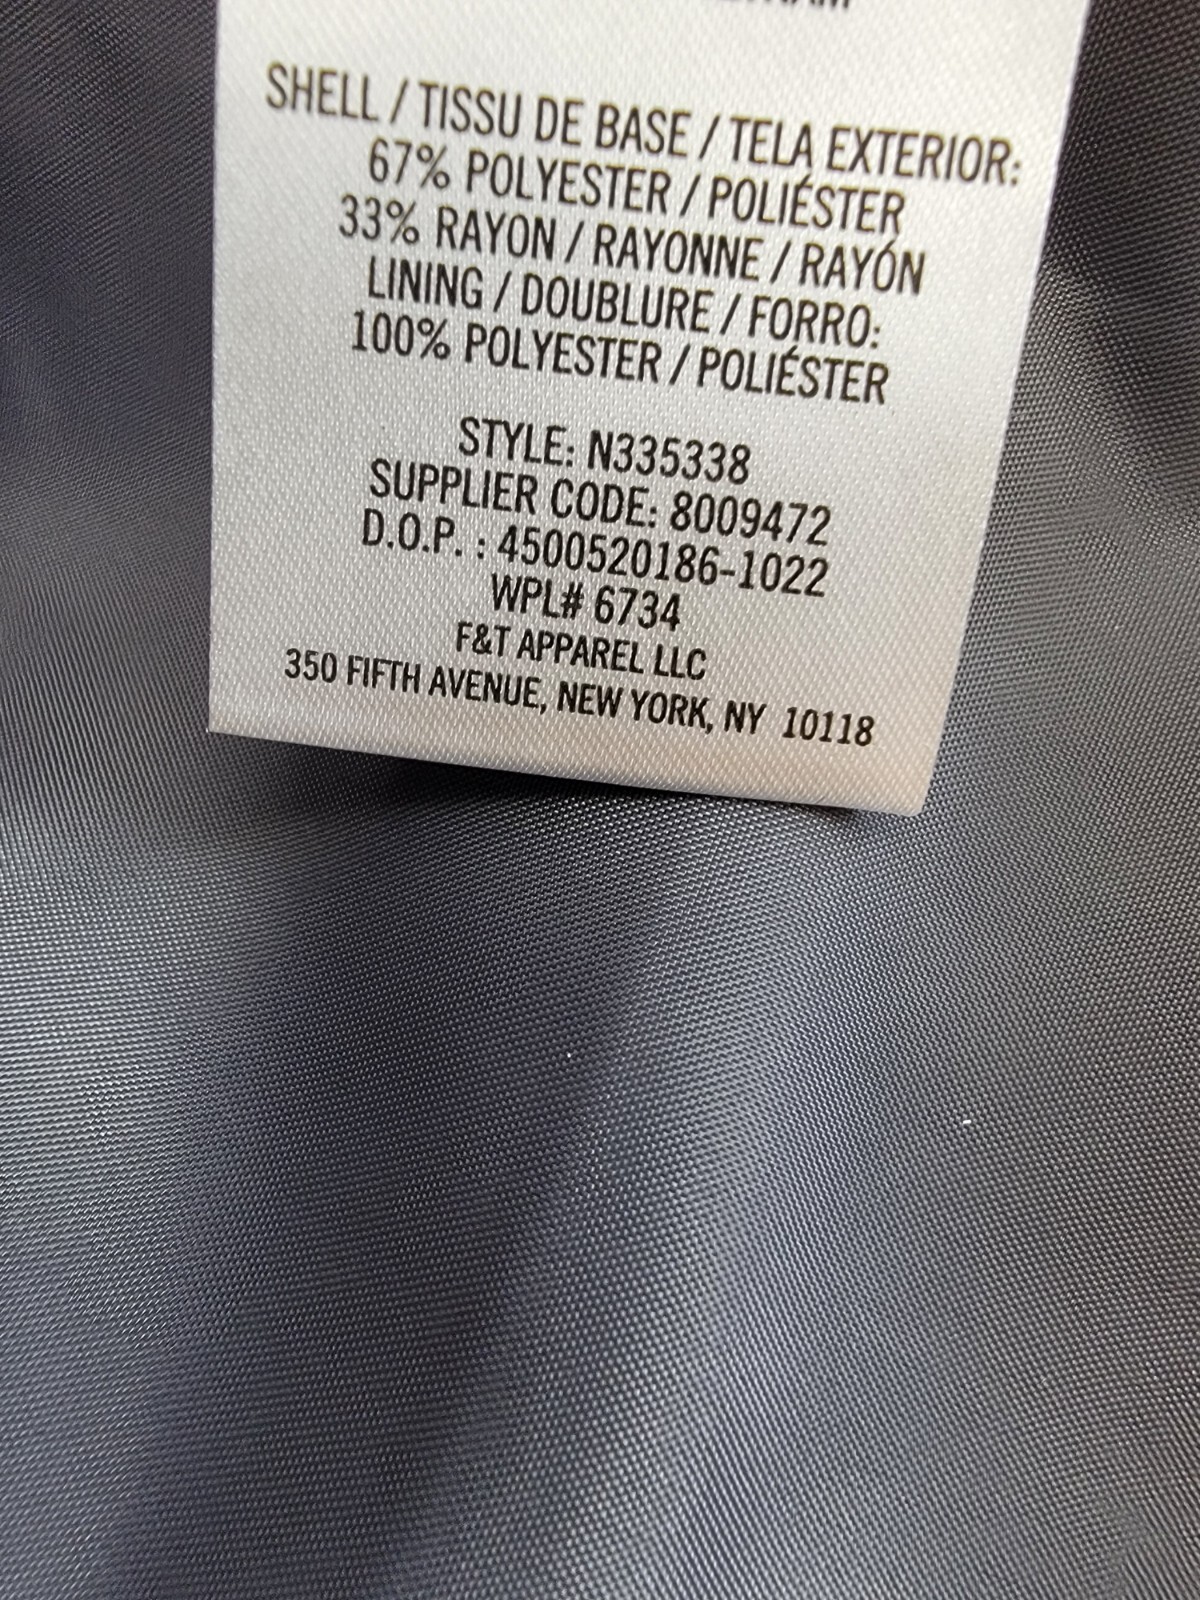 SHELL / TISSU DE BASE / TELA EXTERIOR:
67% POLYESTER / POLIÉSTER
33% RAYON / RAYONNE / RAYÓN
LINING / DOUBLURE / FORRO:
100% POLYESTER / POLIÉSTER
STYLE: N335338
SUPPLIER CODE: 8009472
D.O.P. : 4500520186-1022
WPL# 6734
F&T APPAREL LLC
350 FIFTH AVENUE, NEW YORK, NY 10118